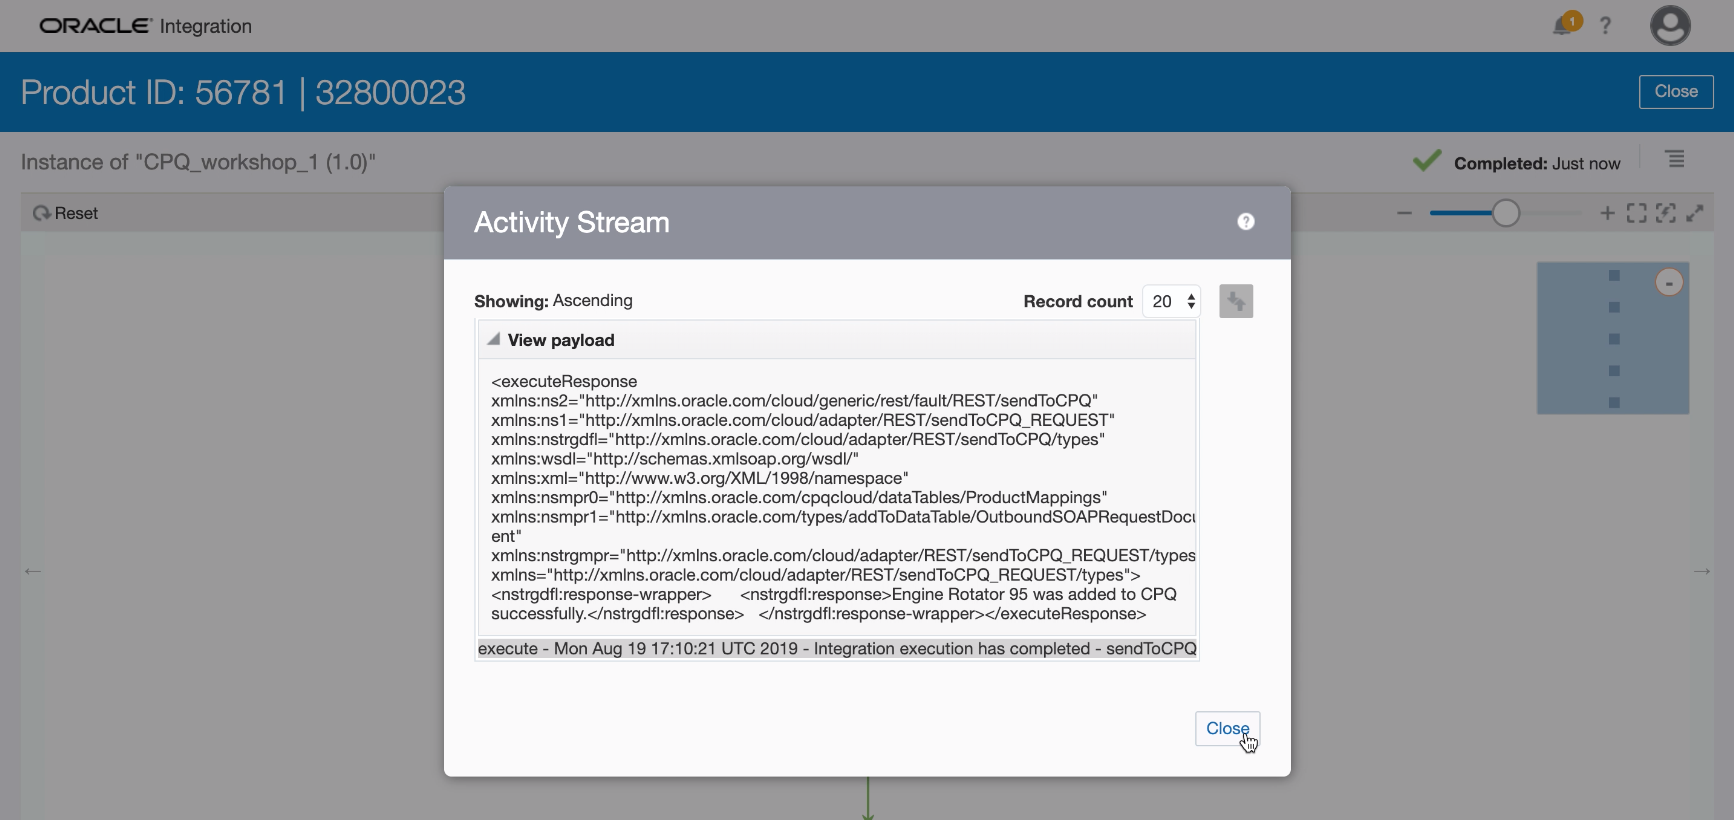 ORACLE Integration
1
?
Product ID: 56781 | 32800023
Close
Instance of "CPQ_workshop_1 (1.0)"
Completed: Just now
Reset
Activity Stream
?
Showing: Ascending
Record count 20
View payload
<executeResponse
xmlns:ns2="http://xmlns.oracle.com/cloud/generic/rest/fault/REST/sendToCPQ"
xmlns:ns1="http://xmlns.oracle.com/cloud/adapter/REST/sendToCPQ_REQUEST"
xmlns:nstrgdfl="http://xmlns.oracle.com/cloud/adapter/REST/sendToCPQ/types"
xmlns:wsdl="http://schemas.xmlsoap.org/wsdl/"
xmlns:xml="http://www.w3.org/XML/1998/namespace"
xmlns:nsmpr0="http://xmlns.oracle.com/cpqcloud/dataTables/ProductMappings"
xmlns:nsmpr1="http://xmlns.oracle.com/types/addToDataTable/OutboundSOAPRequestDocu
ent"
xmlns:nstrgmpr="http://xmlns.oracle.com/cloud/adapter/REST/sendToCPQ_REQUEST/types
xmlns="http://xmlns.oracle.com/cloud/adapter/REST/sendToCPQ_REQUEST/types">
<nstrgdfl:response-wrapper> <nstrgdfl:response>Engine Rotator 95 was added to CPQ
successfully.</nstrgdfl:response> </nstrgdfl:response-wrapper></executeResponse>
execute - Mon Aug 19 17:10:21 UTC 2019 - Integration execution has completed - sendToCPQ
Close